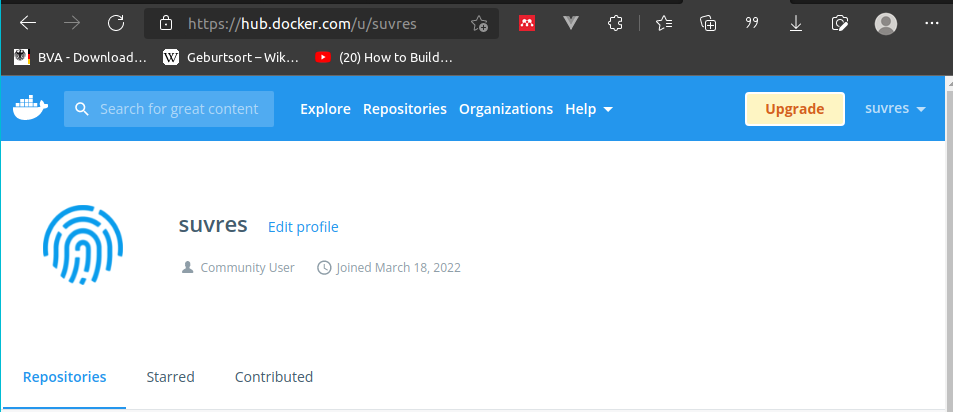 https://hub.docker.com/u/suvres
BVA - Download... W Geburtsort – Wik... (20) How to Build...
Search for great content Explore Repositories Organizations Help Upgrade suvres
suvres Edit profile
Community User Joined March 18, 2022
Repositories Starred Contributed